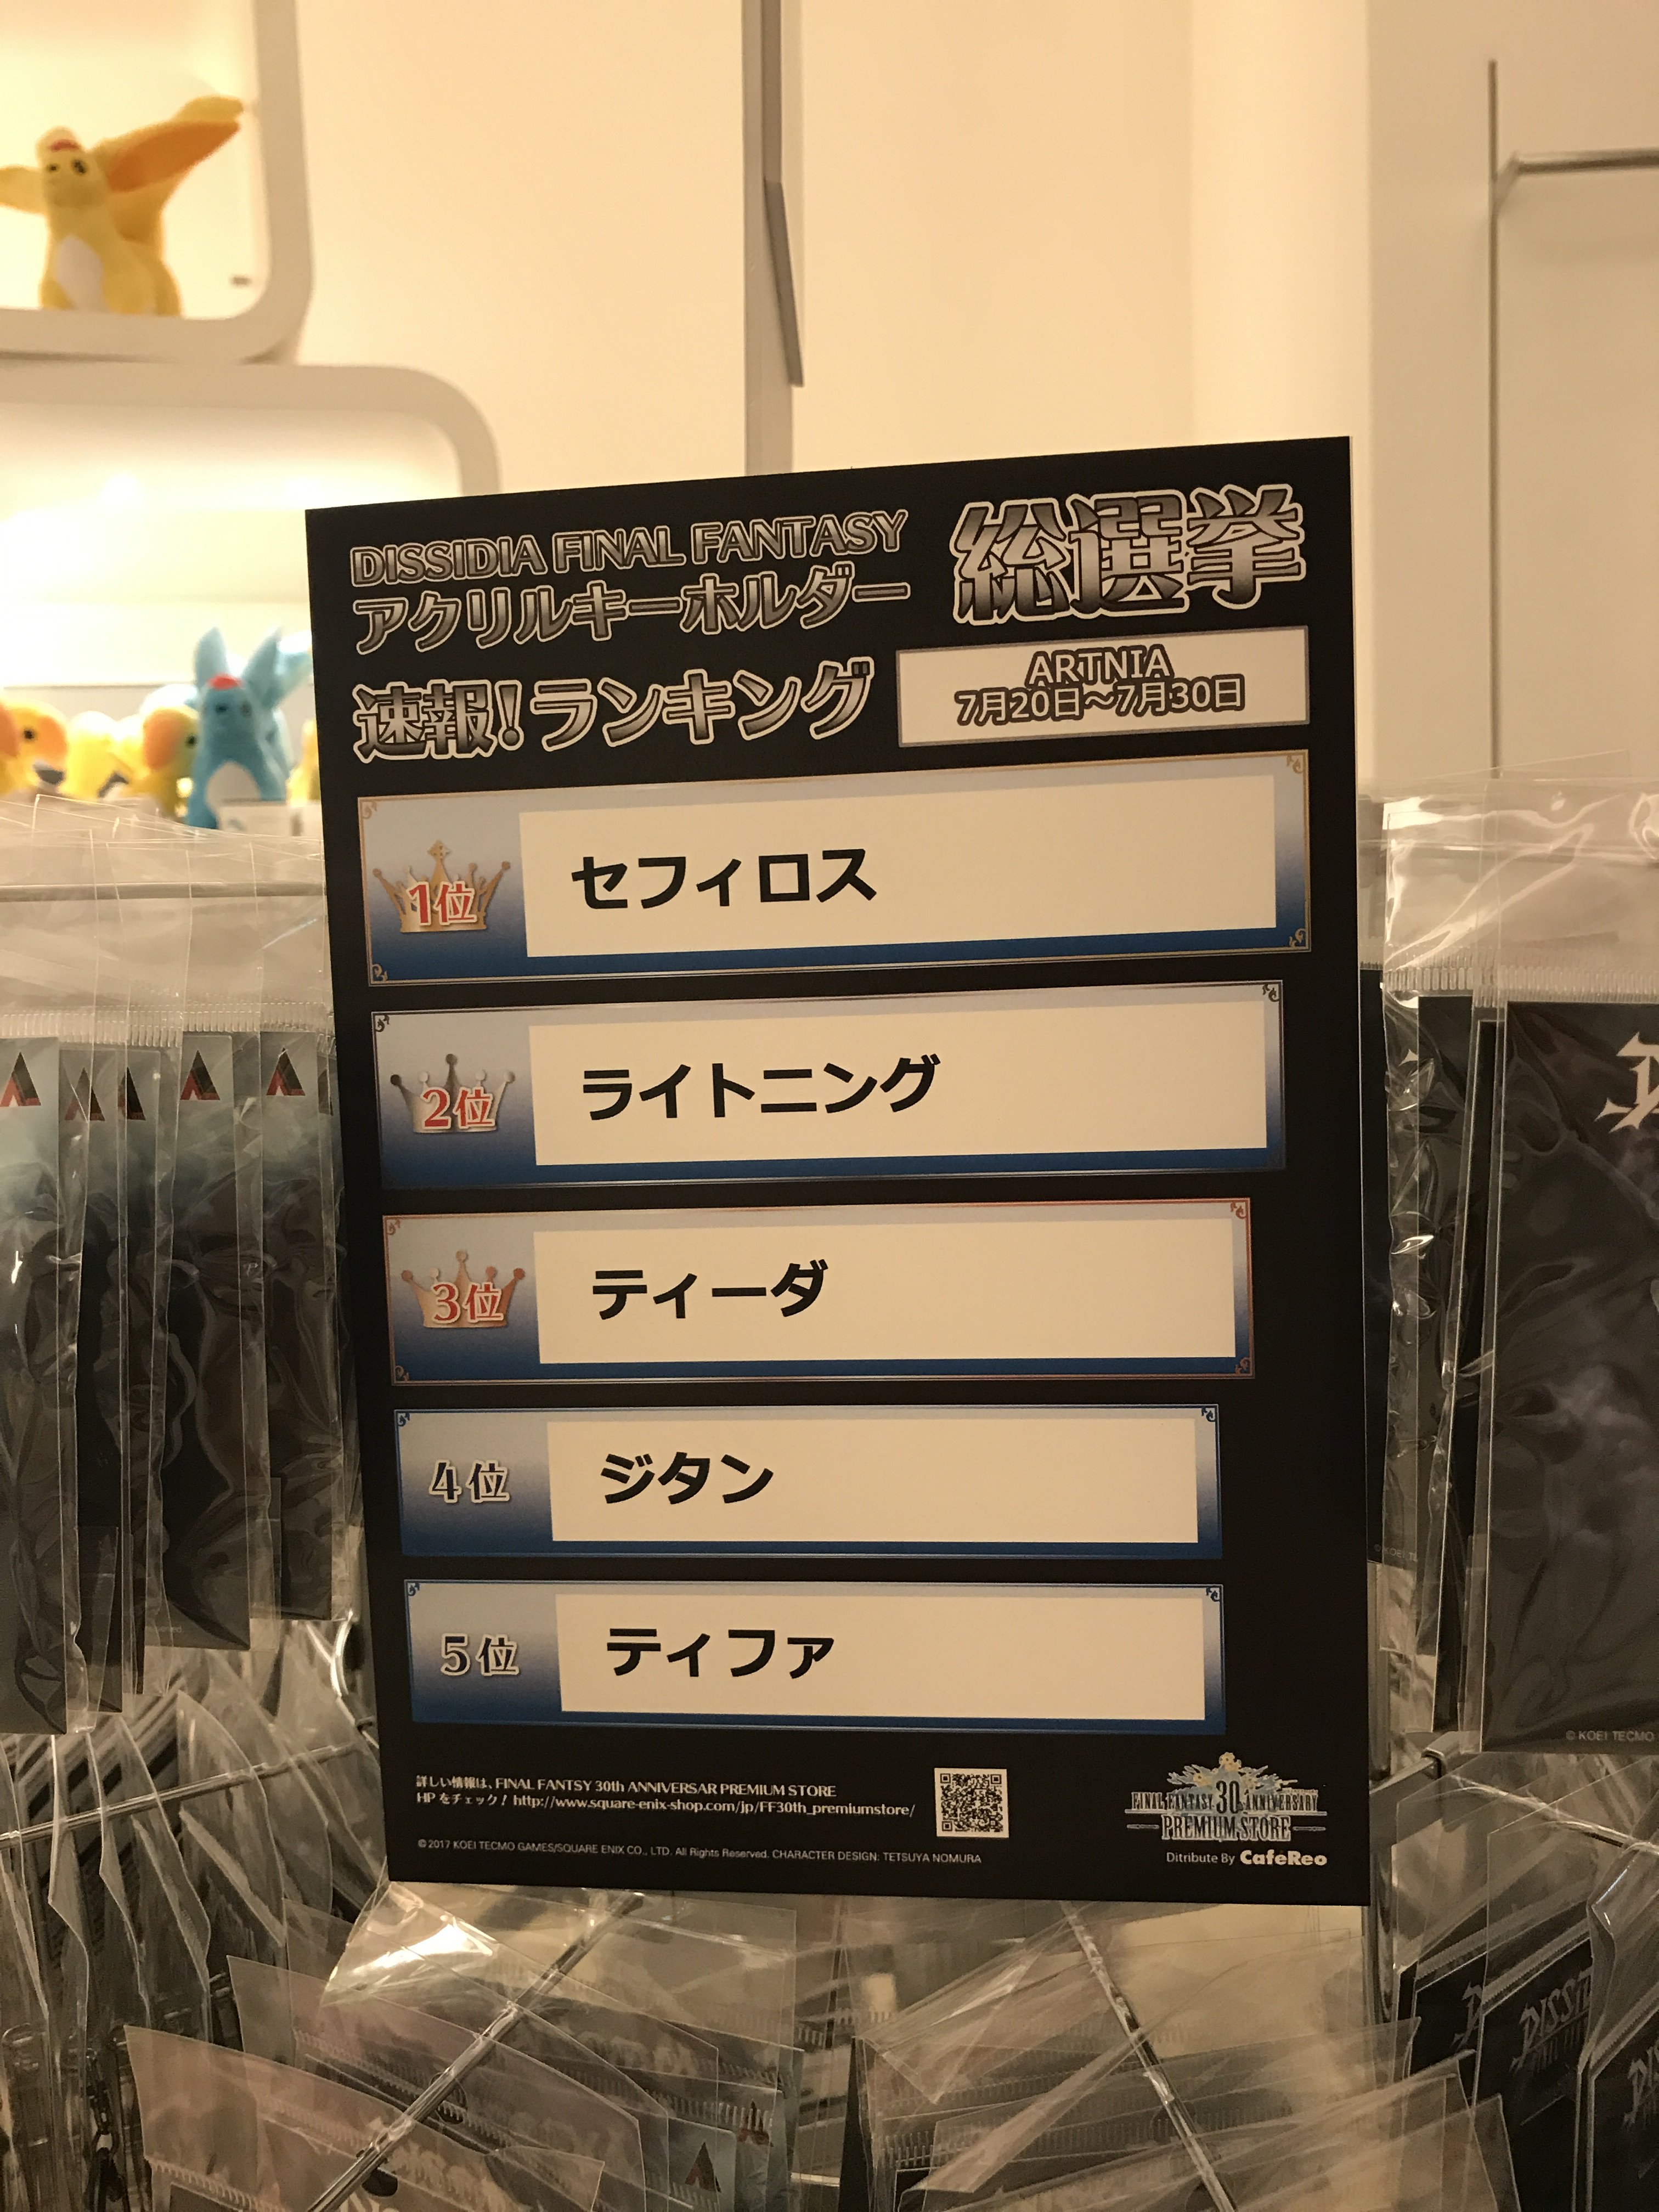 DISSIDIA FINAL FANTASY
アクリルキーホルダー
総選挙
速報!ランキング
ARTNIA
7月20日〜7月30日
1位
セフィロス
2位
ライトニング
3位
ティーダ
4位
ジタン
5位
ティファ
詳しい情報は、FINAL FANTSY 30th ANNIVERSAR PREMIUM STORE
HPをチェック! http://www.square-enix-shop.com/jp/FF30th_premiumstore/
©2017 KOEI TECMO GAMES/SQUARE ENIX CO., LTD. All Rights Reserved. CHARACTER DESIGN: TETSUYA NOMURA
FINAL FANTASY 30th ANNIVERSARY
PREMIUM STORE
Ditribute By CafeReo
© KOEI TECMO
DISS